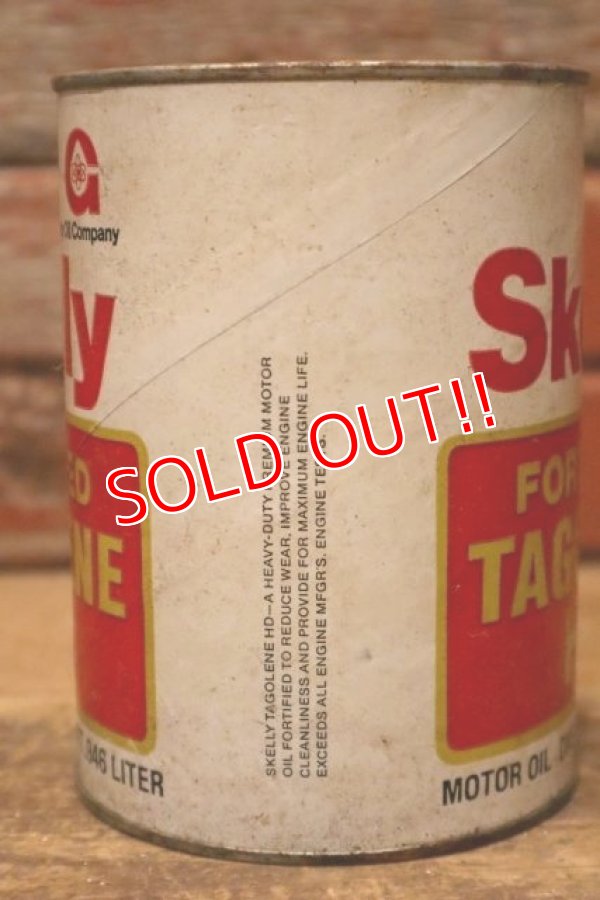 G
Oil Company
ly
ED
NE
.946 LITER
SKELLY TAGOLENE HD—A HEAVY-DUTY PREMIUM MOTOR
OIL FORTIFIED TO REDUCE WEAR, IMPROVE ENGINE
CLEANLINESS AND PROVIDE FOR MAXIMUM ENGINE LIFE.
EXCEEDS ALL ENGINE MFGR'S. ENGINE TESTS.
Sk
FOR
TAG
MOTOR OIL
SOLD OUT!!